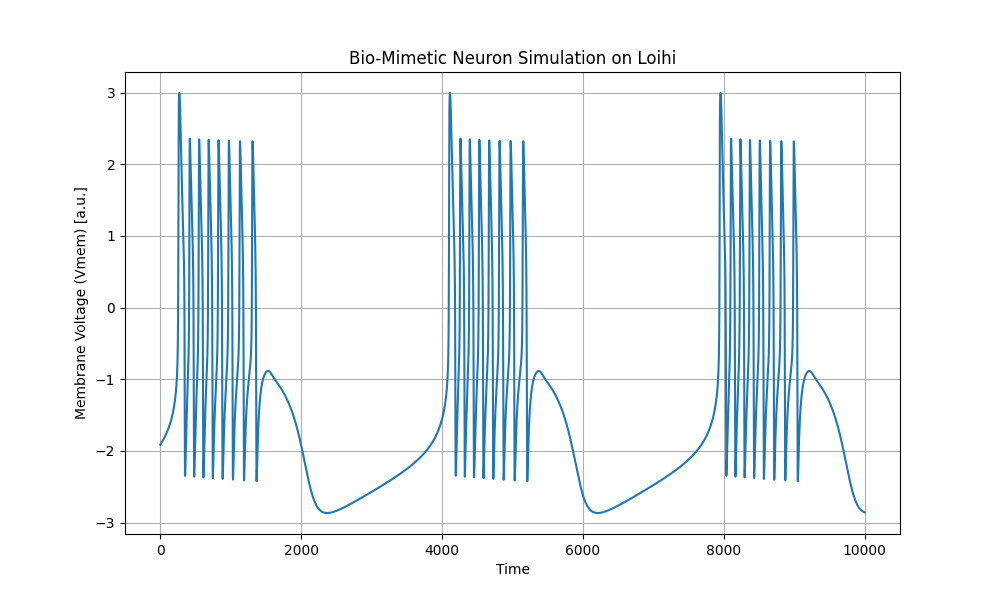 Bio-Mimetic Neuron Simulation on Loihi
Membrane Voltage (Vmem) [a.u.]
3
2
1
0
−1
−2
−3
0 2000 4000 6000 8000 10000
Time